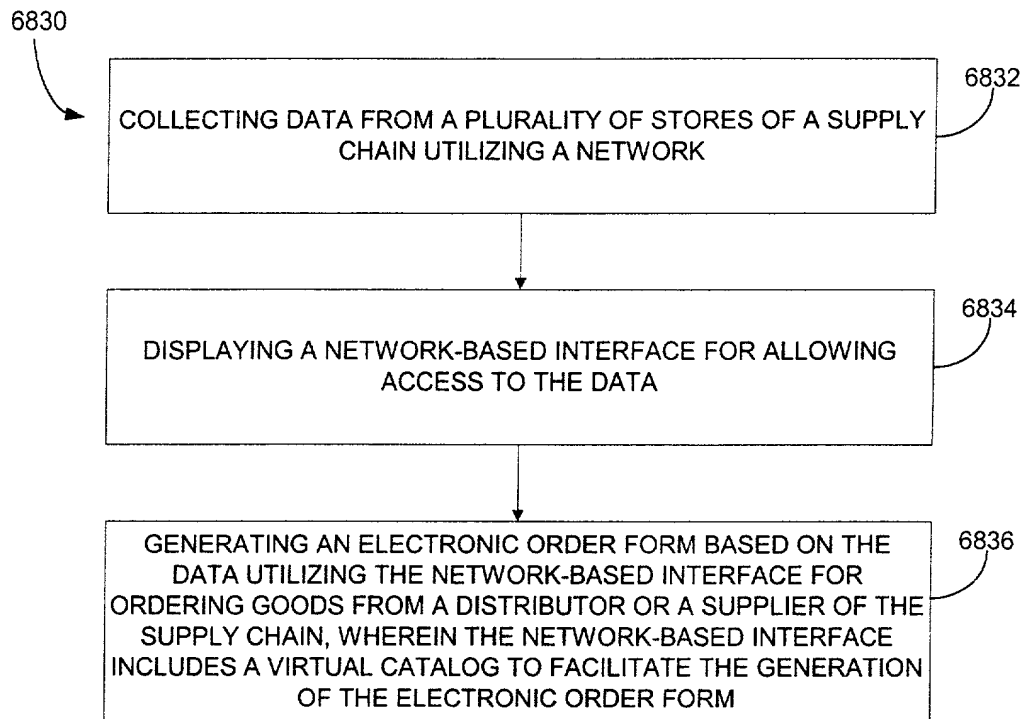 6830
6832
COLLECTING DATA FROM A PLURALITY OF STORES OF A SUPPLY
CHAIN UTILIZING A NETWORK
6834
DISPLAYING A NETWORK-BASED INTERFACE FOR ALLOWING
ACCESS TO THE DATA
6836
GENERATING AN ELECTRONIC ORDER FORM BASED ON THE
DATA UTILIZING THE NETWORK-BASED INTERFACE FOR
ORDERING GOODS FROM A DISTRIBUTOR OR A SUPPLIER OF THE
SUPPLY CHAIN, WHEREIN THE NETWORK-BASED INTERFACE
INCLUDES A VIRTUAL CATALOG TO FACILITATE THE GENERATION
OF THE ELECTRONIC ORDER FORM